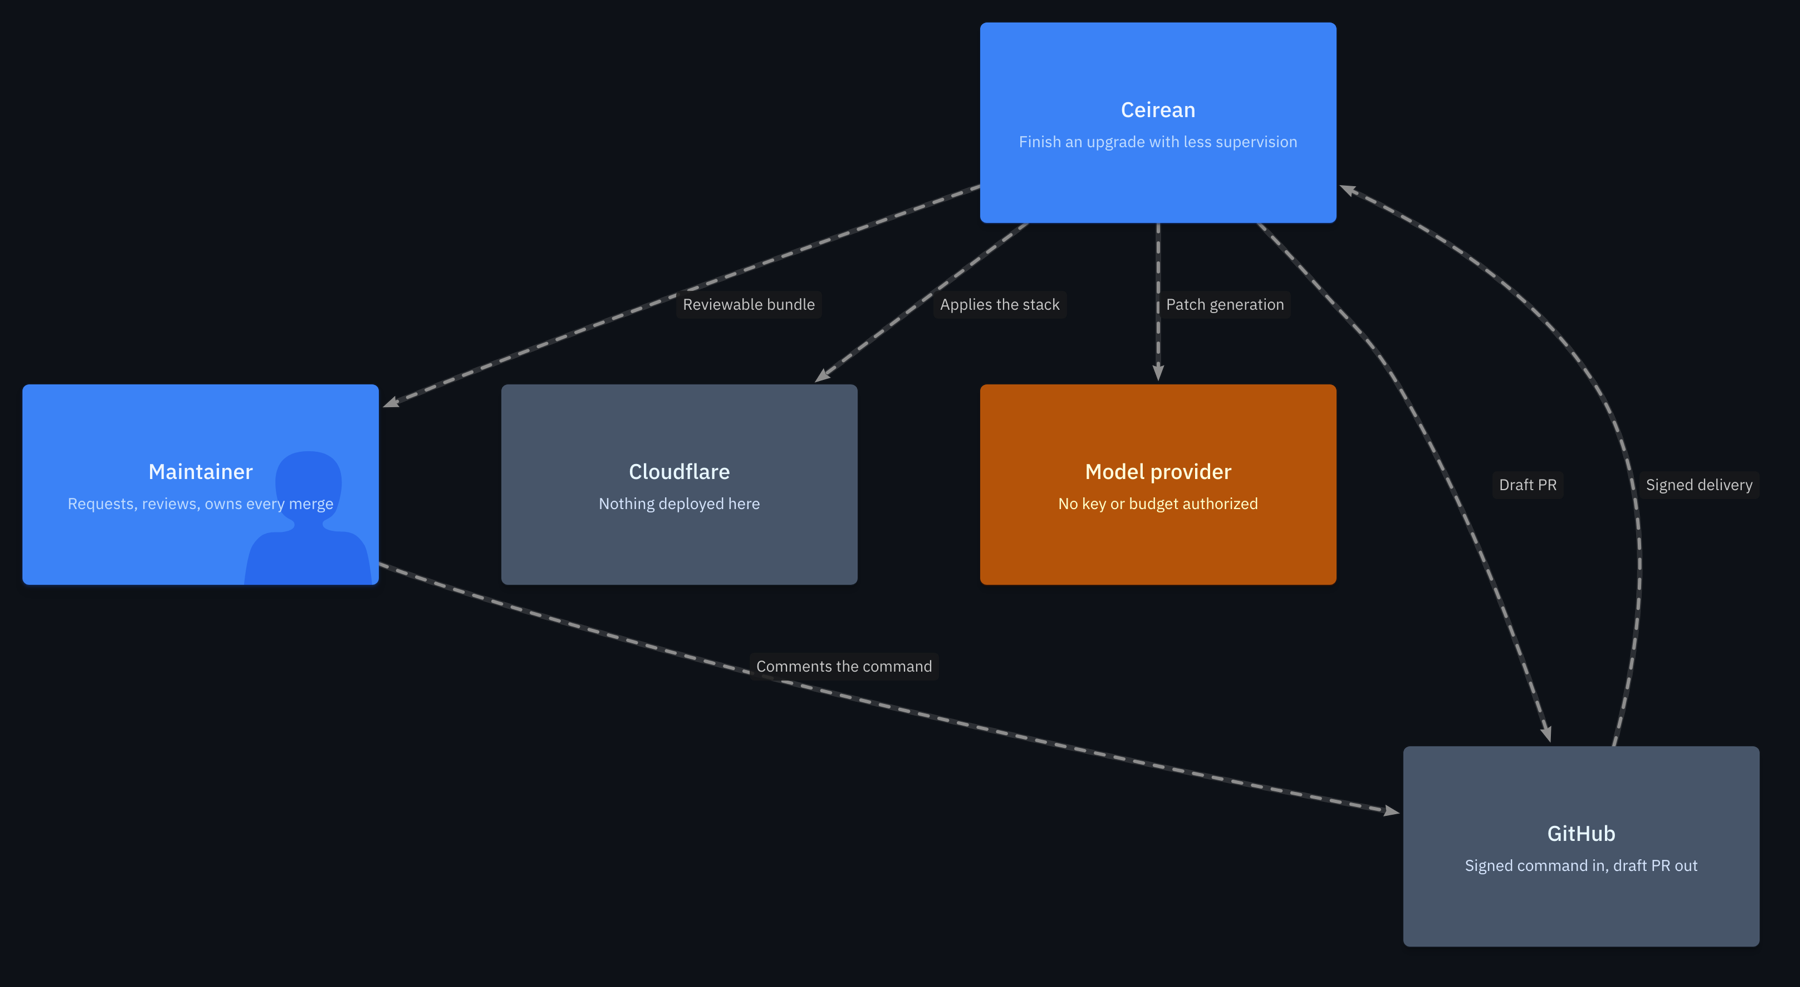 Ceirean
Finish an upgrade with less supervision
Reviewable bundle
Applies the stack
Patch generation
Maintainer
Requests, reviews, owns every merge
Cloudflare
Nothing deployed here
Model provider
No key or budget authorized
Draft PR
Signed delivery
Comments the command
GitHub
Signed command in, draft PR out